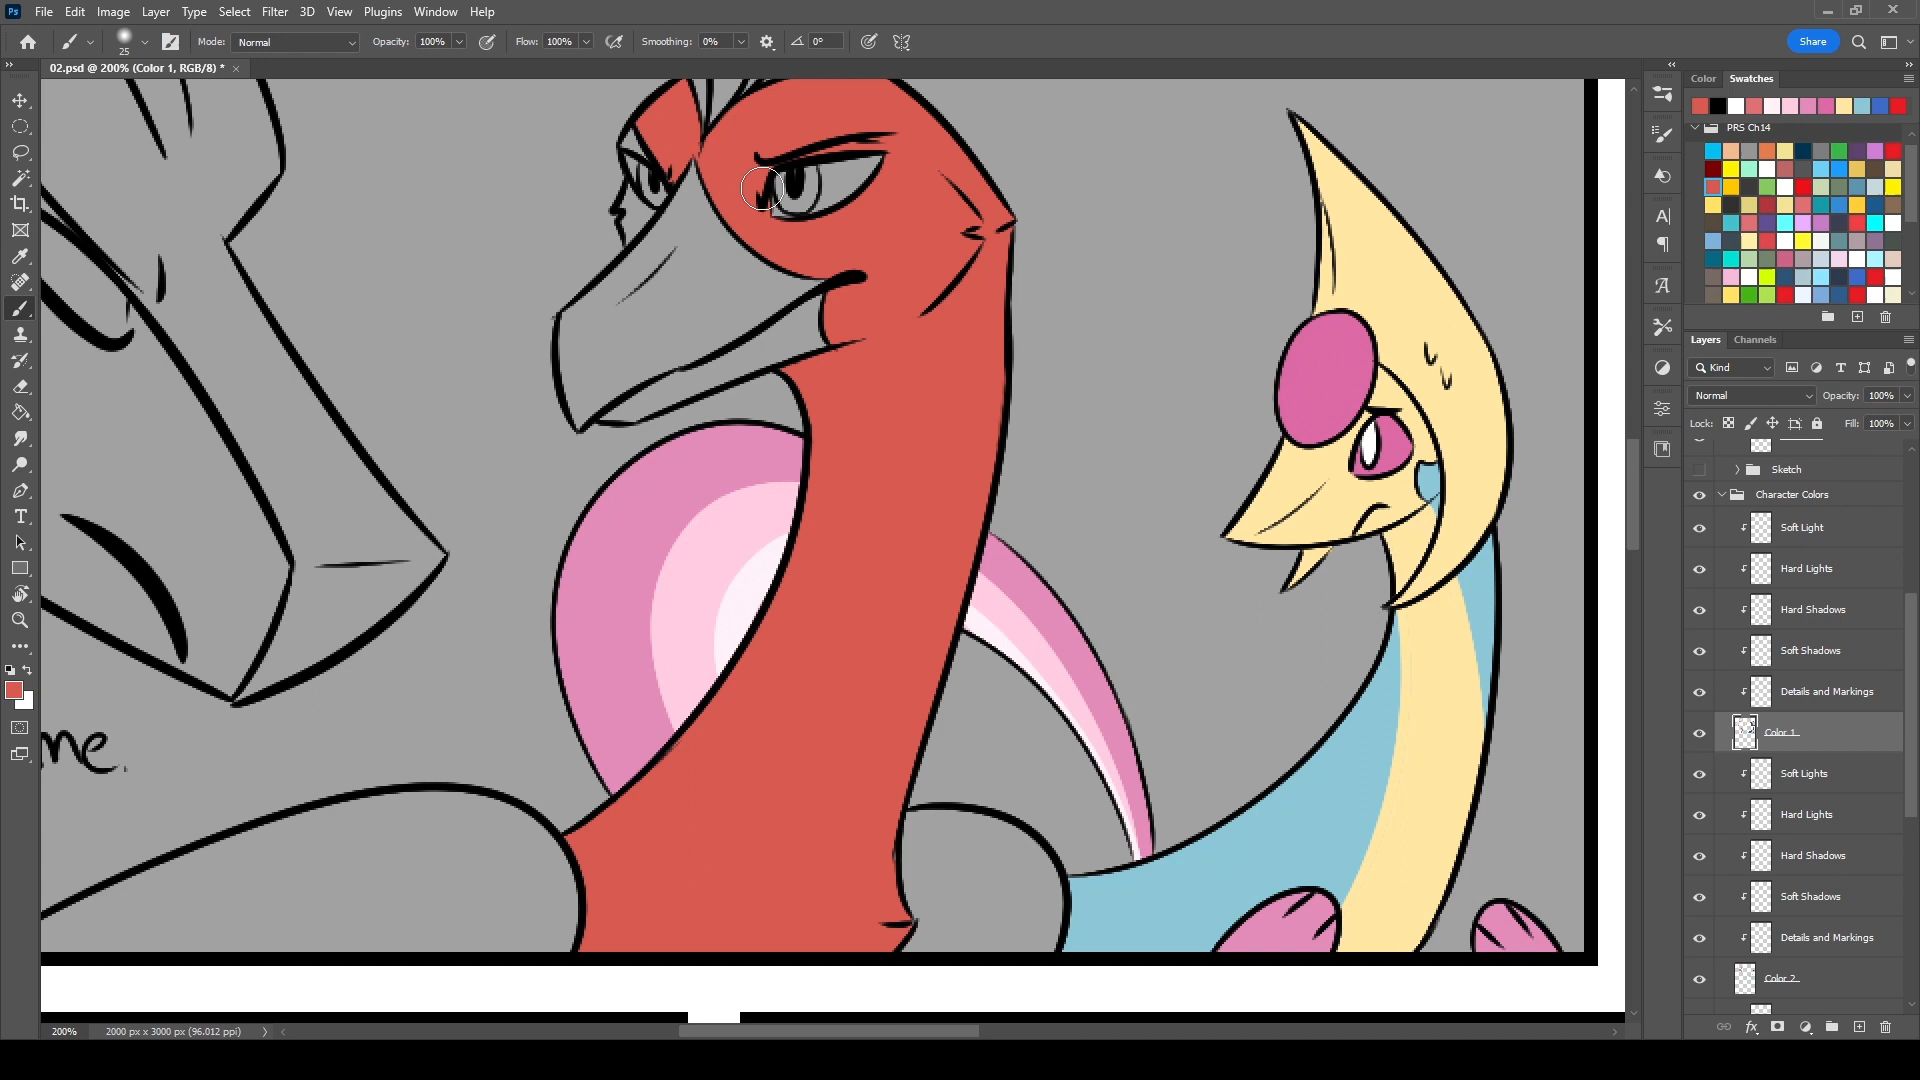 Ps File Edit Image Layer Type Select Filter 3D View Plugins Window Help
25 Mode: Normal Opacity: 100% Flow: 100% Smoothing: 0% 0° Share
02.psd @ 200% (Color 1, RGB/8) * ×
Color Swatches
PRS Ch14
Layers Channels
Kind
Normal Opacity: 100%
Lock: Fill: 100%
Sketch
Character Colors
Soft Light
Hard Lights
Hard Shadows
Soft Shadows
Details and Markings
Color 1
Soft Lights
Hard Lights
Hard Shadows
Soft Shadows
Details and Markings
Color 2
me.
200% 2000 px x 3000 px (96.012 ppi)